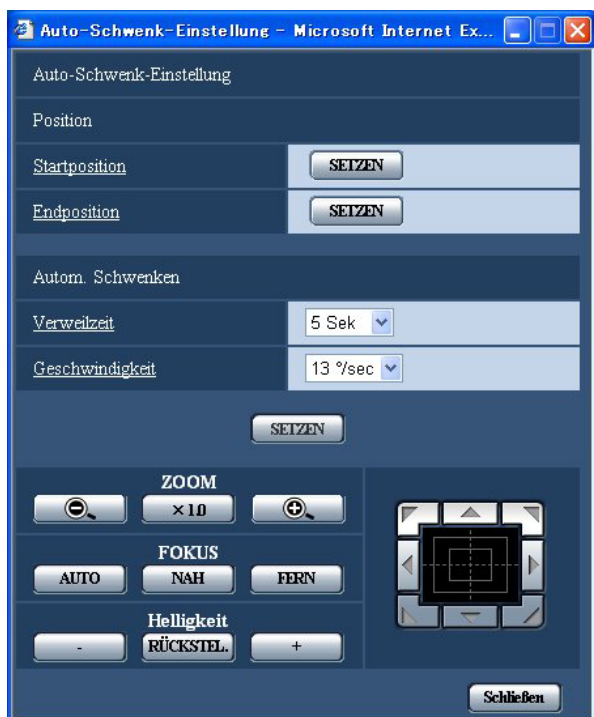 Auto-Schwenk-Einstellung - Microsoft Internet Ex...
Auto-Schwenk-Einstellung
Position
Startposition SETZEN
Endposition SETZEN
Autom. Schwenken
Verweilzeit 5 Sek
Geschwindigkeit 13 °/sec
SETZEN
ZOOM
×1.0
FOKUS
AUTO NAH FERN
Helligkeit
- RÜCKSTEL. +
Schließen